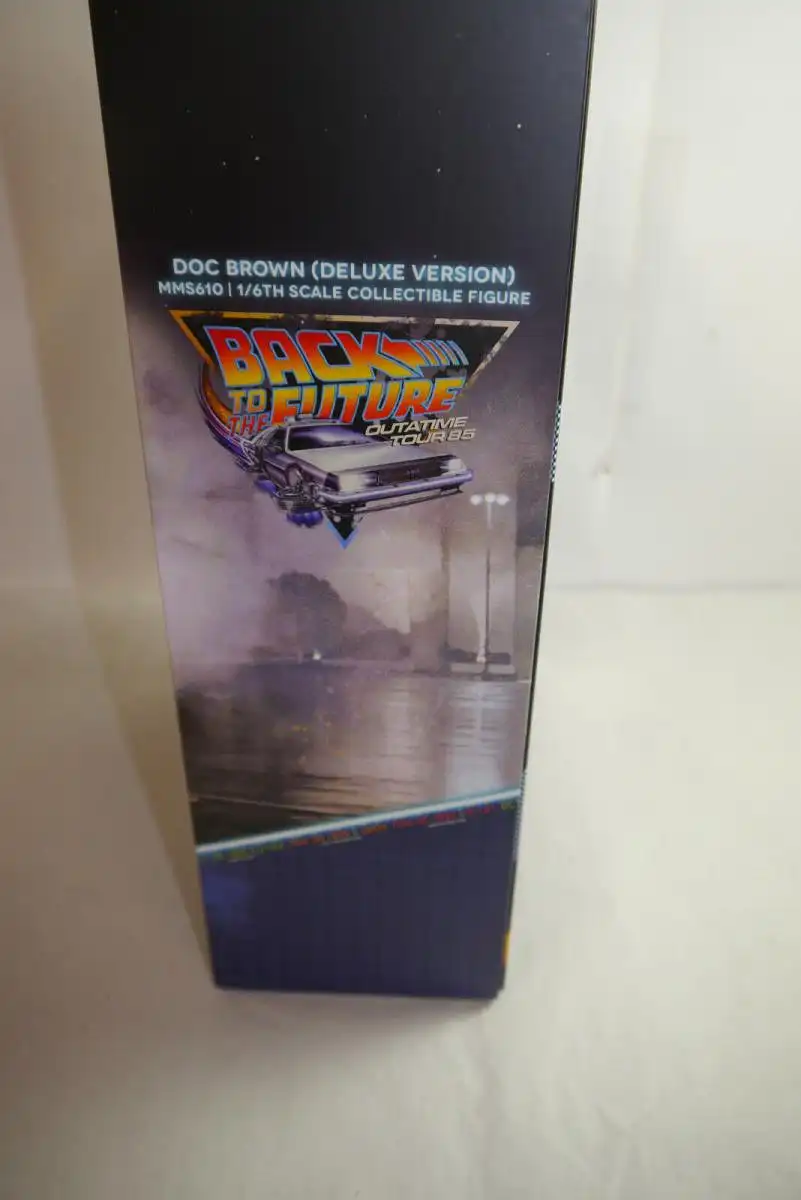 DOC BROWN (DELUXE VERSION)
MMS610 | 1/6TH SCALE COLLECTIBLE FIGURE
BACK
TO THE FUTURE
OUTATIME
TOUR 85